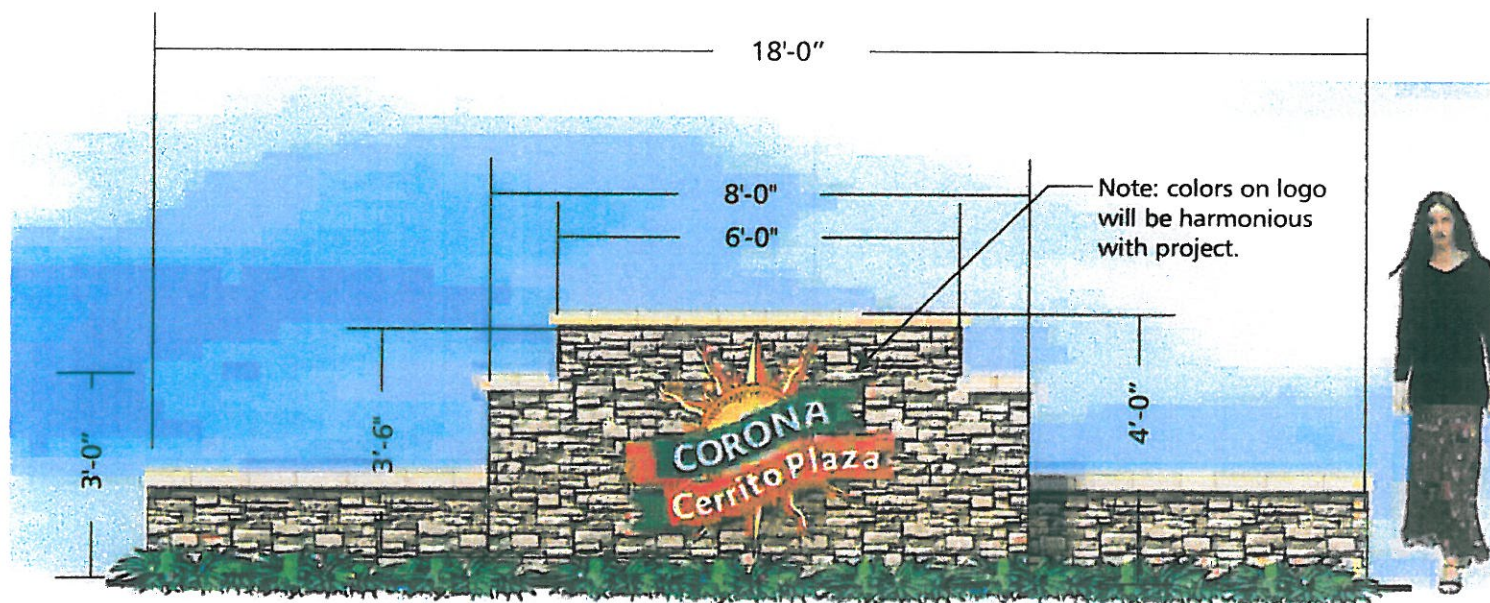 18'-0"
8'-0"
6'-0"
Note: colors on logo
will be harmonious
with project.
3'-0"
3'-6"
4'-0"
CORONA
Cerrito Plaza